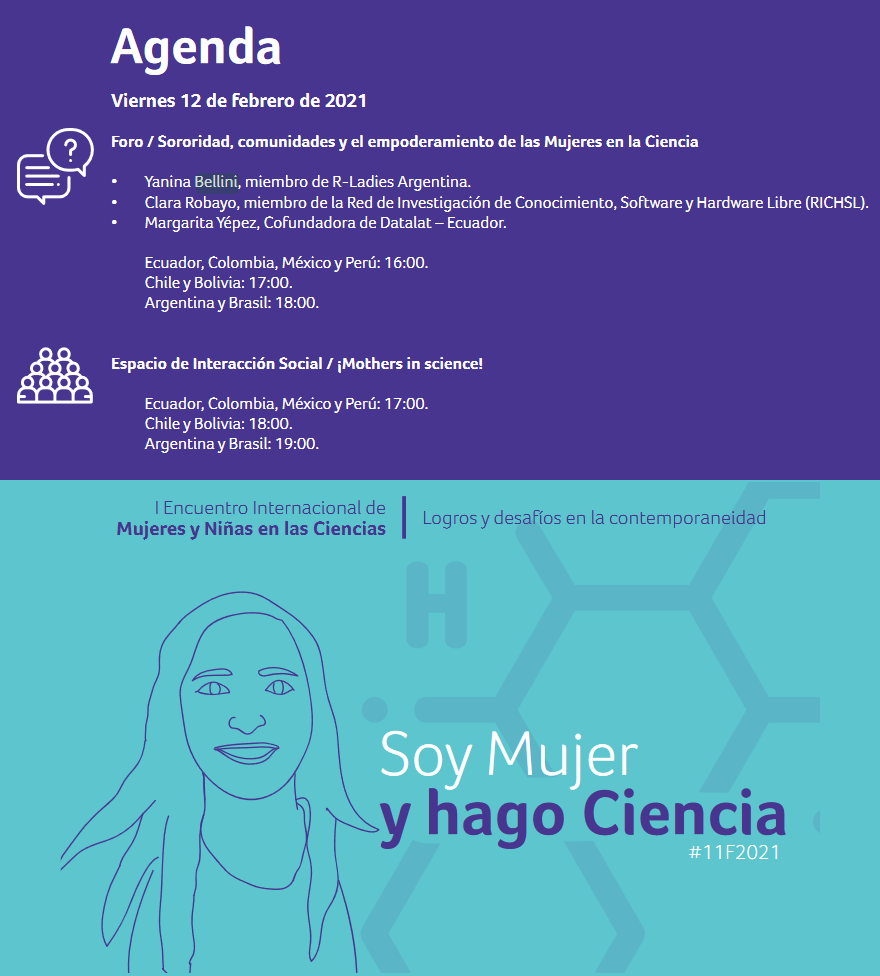 Agenda
Viernes 12 de febrero de 2021
Foro / Sororidad, comunidades y el empoderamiento de las Mujeres en la Ciencia
• Yanina Bellini, miembro de R-Ladies Argentina.
• Clara Robayo, miembro de la Red de Investigación de Conocimiento, Software y Hardware Libre (RICHSL).
• Margarita Yépez, Cofundadora de Datalat – Ecuador.
Ecuador, Colombia, México y Perú: 16:00.
Chile y Bolivia: 17:00.
Argentina y Brasil: 18:00.
Espacio de Interacción Social / ¡Mothers in science!
Ecuador, Colombia, México y Perú: 17:00.
Chile y Bolivia: 18:00.
Argentina y Brasil: 19:00.
I Encuentro Internacional de
Mujeres y Niñas en las Ciencias
Logros y desafíos en la contemporaneidad
H
Soy Mujer
y hago Ciencia
#11F2021